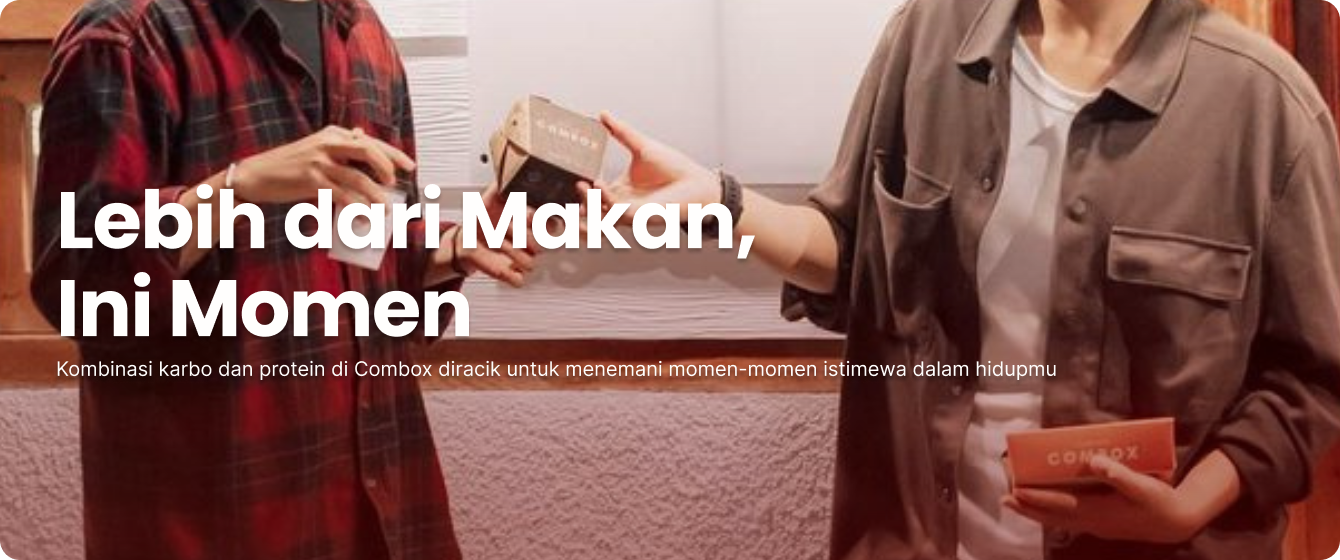 COMBOX
Lebih dari Makan,
Ini Momen
Kombinasi karbo dan protein di Combox diracik untuk menemani momen-momen istimewa dalam hidupmu
COMBOX